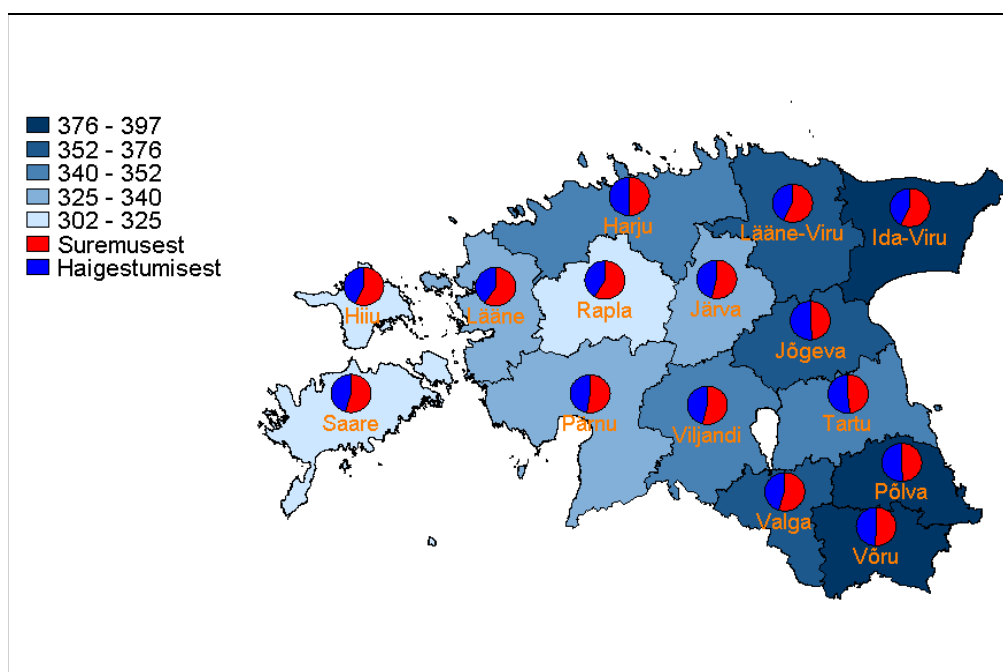 376 - 397
352 - 376
340 - 352
325 - 340
302 - 325
Suremusest
Haigestumisest
Harju
Lääne-Viru
Ida-Viru
Hiiu
Lääne
Rapla
Järva
Jõgeva
Saare
Pärnu
Viljandi
Tartu
Põlva
Valga
Võru